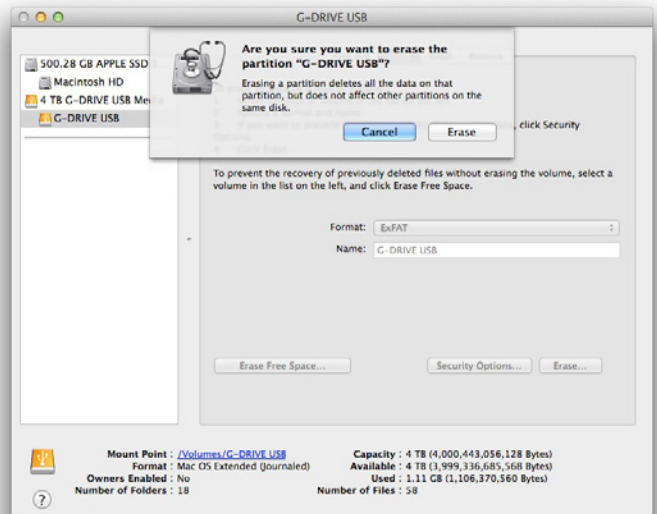 G-DRIVE USB
Are you sure you want to erase the
partition "G-DRIVE USB"?
Erasing a partition deletes all the data on that
partition, but does not affect other partitions on the
same disk.
Cancel
Erase
500.28 GB APPLE SSD
Macintosh HD
4 TB G-DRIVE USB Me
G-DRIVE USB
, click Security
Options.
4 Click Erase.
To prevent the recovery of previously deleted files without erasing the volume, select a
volume in the list on the left, and click Erase Free Space.
Format: ExFAT
Name: G-DRIVE USB
Erase Free Space...
Security Options...
Erase...
Mount Point : /Volumes/G-DRIVE USB
Format : Mac OS Extended (Journaled)
Owners Enabled : No
Number of Folders : 18
Capacity : 4 TB (4,000,443,056,128 Bytes)
Available : 4 TB (3,999,336,685,568 Bytes)
Used : 1.11 GB (1,106,370,560 Bytes)
Number of Files : 58
?